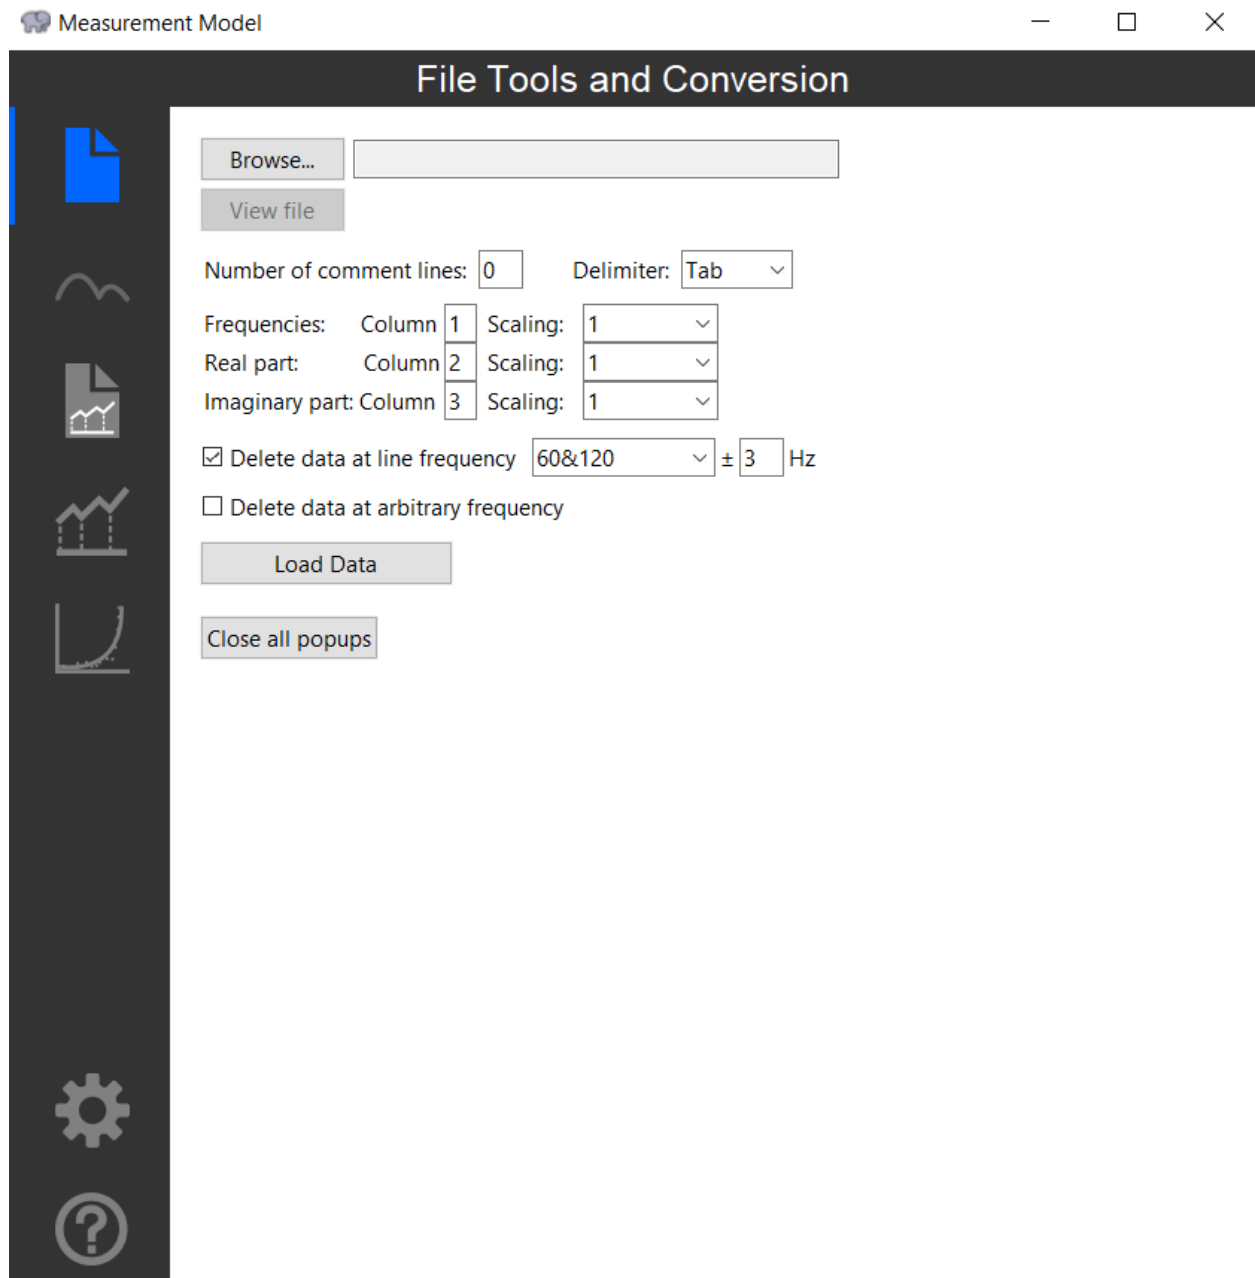 Measurement Model
File Tools and Conversion
Browse...
View file
Number of comment lines: 0 Delimiter: Tab
Frequencies: Column 1 Scaling: 1
Real part: Column 2 Scaling: 1
Imaginary part: Column 3 Scaling: 1
Delete data at line frequency 60&120 ± 3 Hz
Delete data at arbitrary frequency
Load Data
Close all popups
?